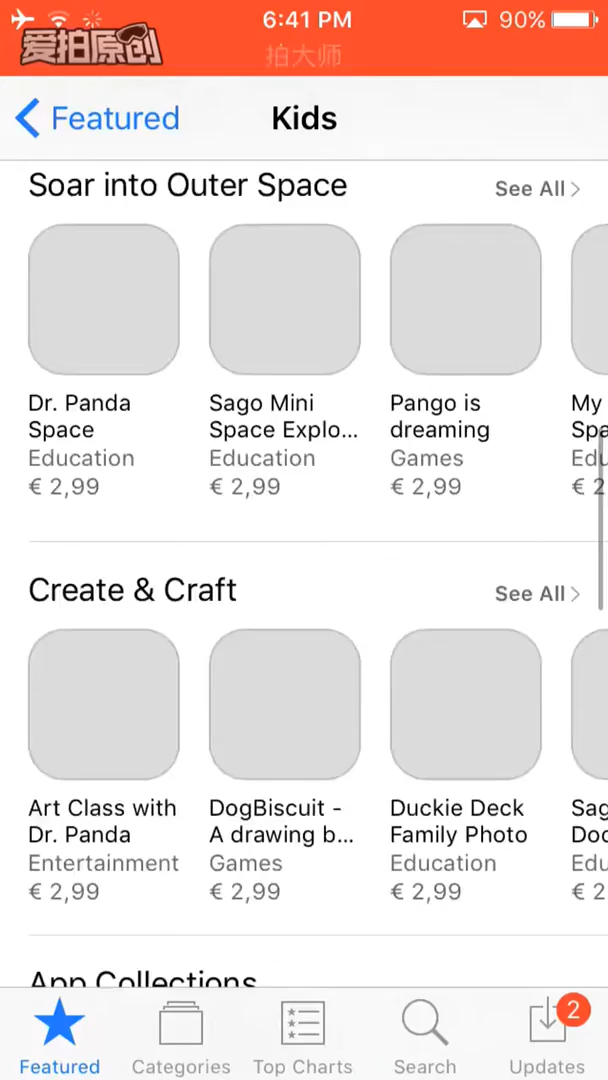 6:41 PM
90%
爱拍原创
拍大师
Featured
Kids
Soar into Outer Space
See All
Dr. Panda
Space
Education
€ 2,99
Sago Mini
Space Explo...
Education
€ 2,99
Pango is
dreaming
Games
€ 2,99
My
Spa
Edu
€ 2
Create & Craft
See All
Art Class with
Dr. Panda
Entertainment
€ 2,99
DogBiscuit -
A drawing b...
Games
€ 2,99
Duckie Deck
Family Photo
Education
€ 2,99
Sag
Doo
Edu
€ 2
App Collections
2
Featured
Categories
Top Charts
Search
Updates